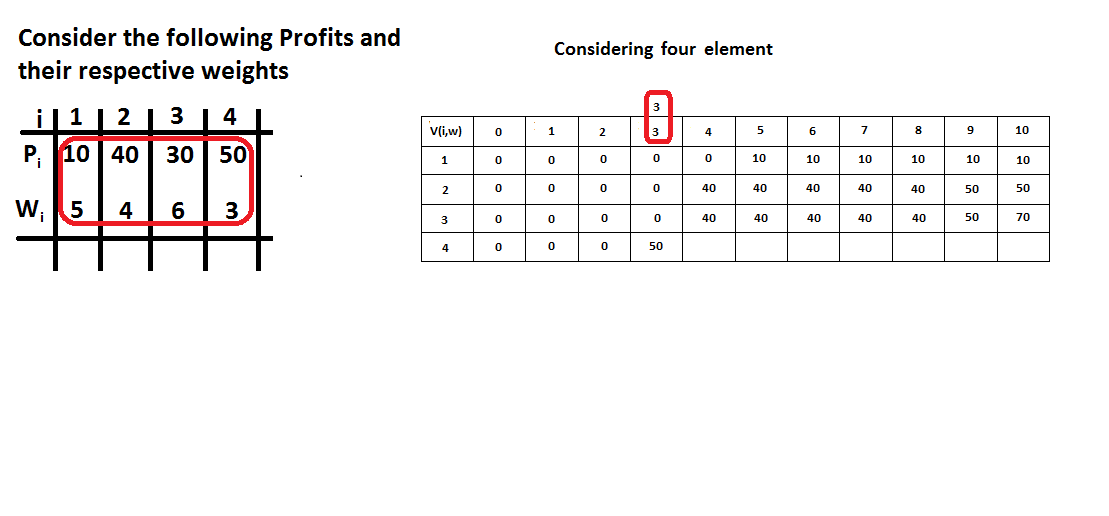 Consider the following Profits and
their respective weights
i 1 2 3 4
Pi 10 40 30 50
Wi 5 4 6 3
Considering four element
3
V(i,w) 0 1 2 3 4 5 6 7 8 9 10
1 0 0 0 0 0 10 10 10 10 10 10
2 0 0 0 0 40 40 40 40 40 50 50
3 0 0 0 0 40 40 40 40 40 50 70
4 0 0 0 50